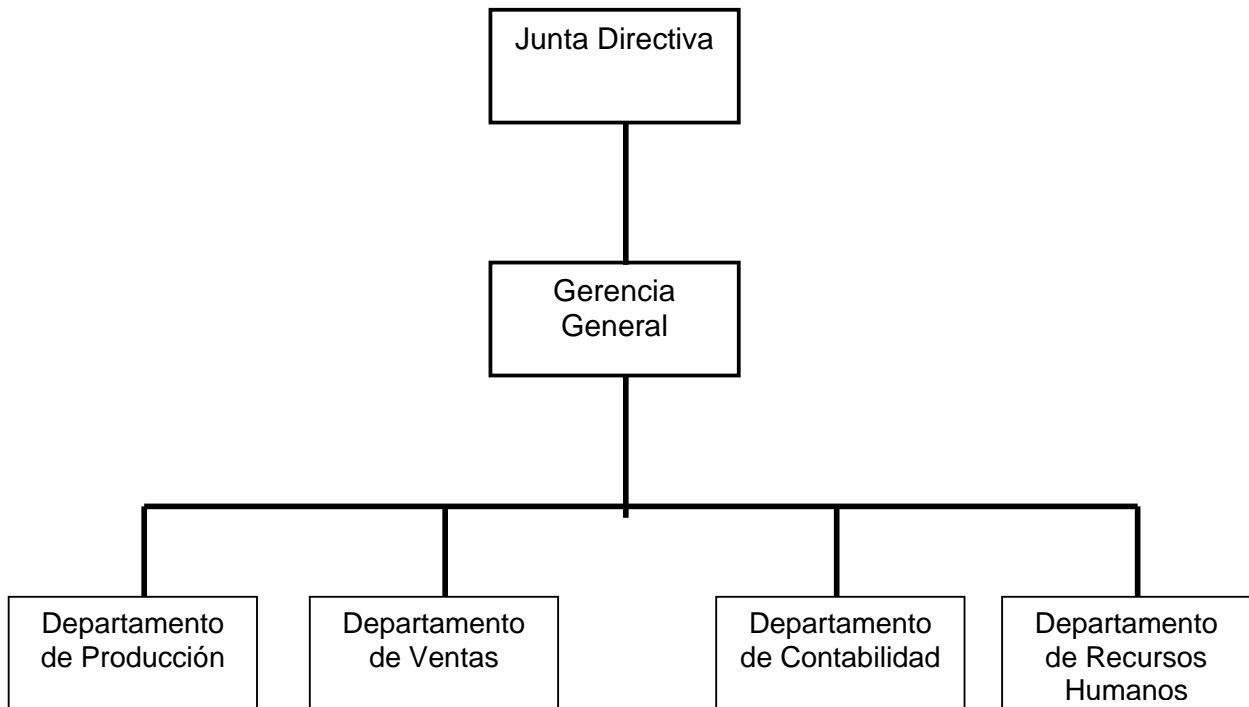 Junta Directiva
Gerencia
General
Departamento
de Producción
Departamento
de Ventas
Departamento
de Contabilidad
Departamento
de Recursos
Humanos